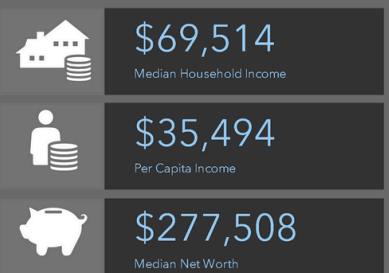 $69,514
Median Household Income
$35,494
Per Capita Income
$277,508
Median Net Worth